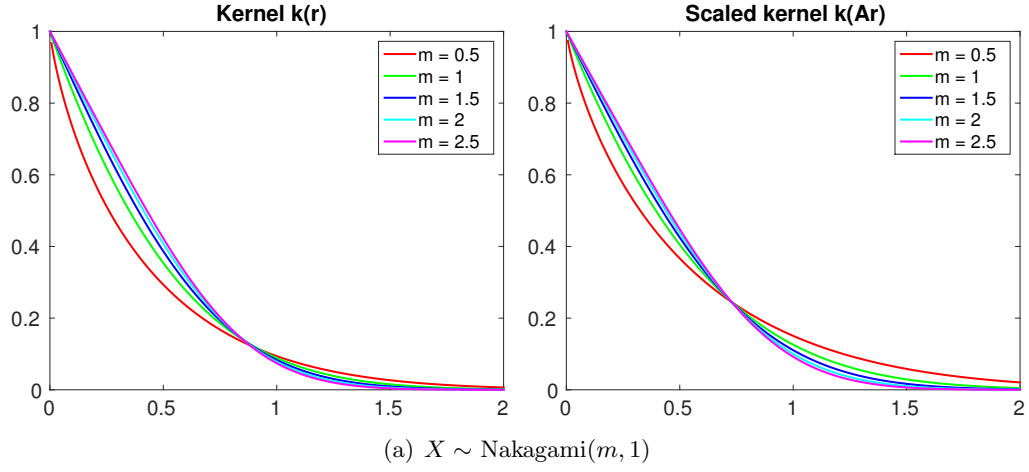 Kernel k(r)
1
0.8
0.6
0.4
0.2
0
0
0.5
1
1.5
2
m = 0.5
m = 1
m = 1.5
m = 2
m = 2.5
Scaled kernel k(Ar)
1
0.8
0.6
0.4
0.2
0
0
0.5
1
1.5
2
m = 0.5
m = 1
m = 1.5
m = 2
m = 2.5
(a) X ∼ Nakagami(m, 1)